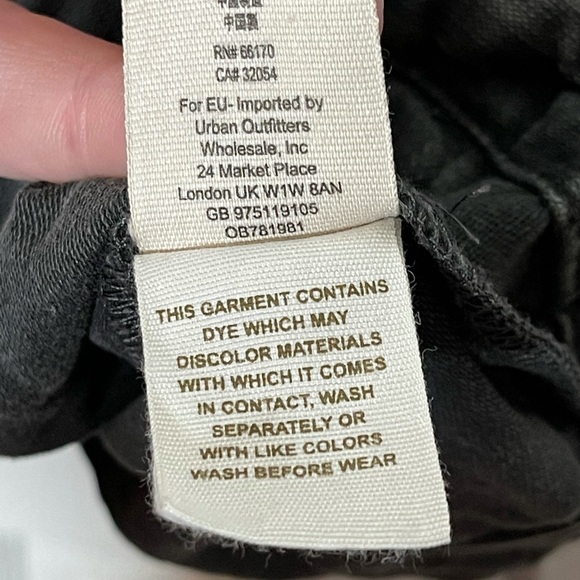 中国製
RN# 66170
CA# 32054
For EU- Imported by
Urban Outfitters
Wholesale, Inc
24 Market Place
London UK W1W 8AN
GB 975119105
OB781981
THIS GARMENT CONTAINS
DYE WHICH MAY
DISCOLOR MATERIALS
WITH WHICH IT COMES
IN CONTACT, WASH
SEPARATELY OR
WITH LIKE COLORS
WASH BEFORE WEAR